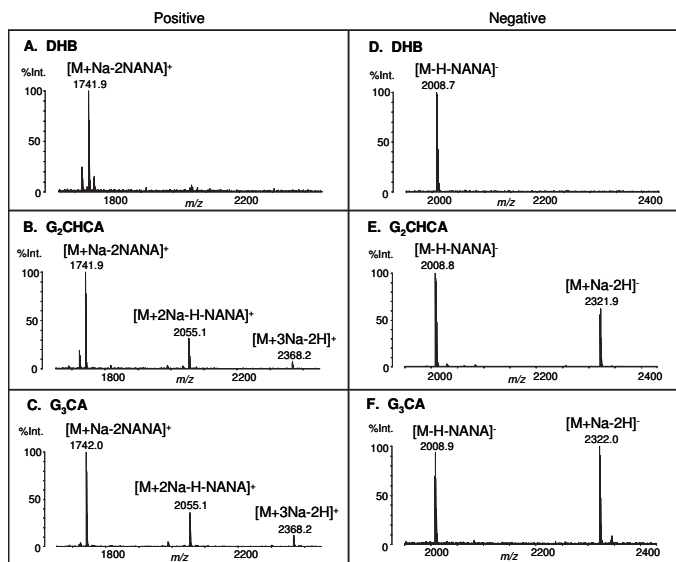 Positive
Negative
A. DHB
%Int.
[M+Na-2NANA]⁺
1741.9
100
50
0
1800
m/z
2200
D. DHB
%Int.
[M-H-NANA]⁻
2008.7
100
50
0
2000
m/z
2200
2400
B. G₂CHCA
%Int.
[M+Na-2NANA]⁺
1741.9
[M+2Na-H-NANA]⁺
2055.1
[M+3Na-2H]⁺
2368.2
100
50
0
1800
m/z
2200
E. G₂CHCA
%Int.
[M-H-NANA]⁻
2008.8
[M+Na-2H]⁻
2321.9
100
50
0
2000
2200
m/z
2400
C. G₃CA
%Int.
[M+Na-2NANA]⁺
1742.0
[M+2Na-H-NANA]⁺
2055.1
[M+3Na-2H]⁺
2368.2
100
50
0
1800
m/z
2200
F. G₃CA
%Int.
[M-H-NANA]⁻
2008.9
[M+Na-2H]⁻
2322.0
100
50
0
2000
m/z
2200
2400